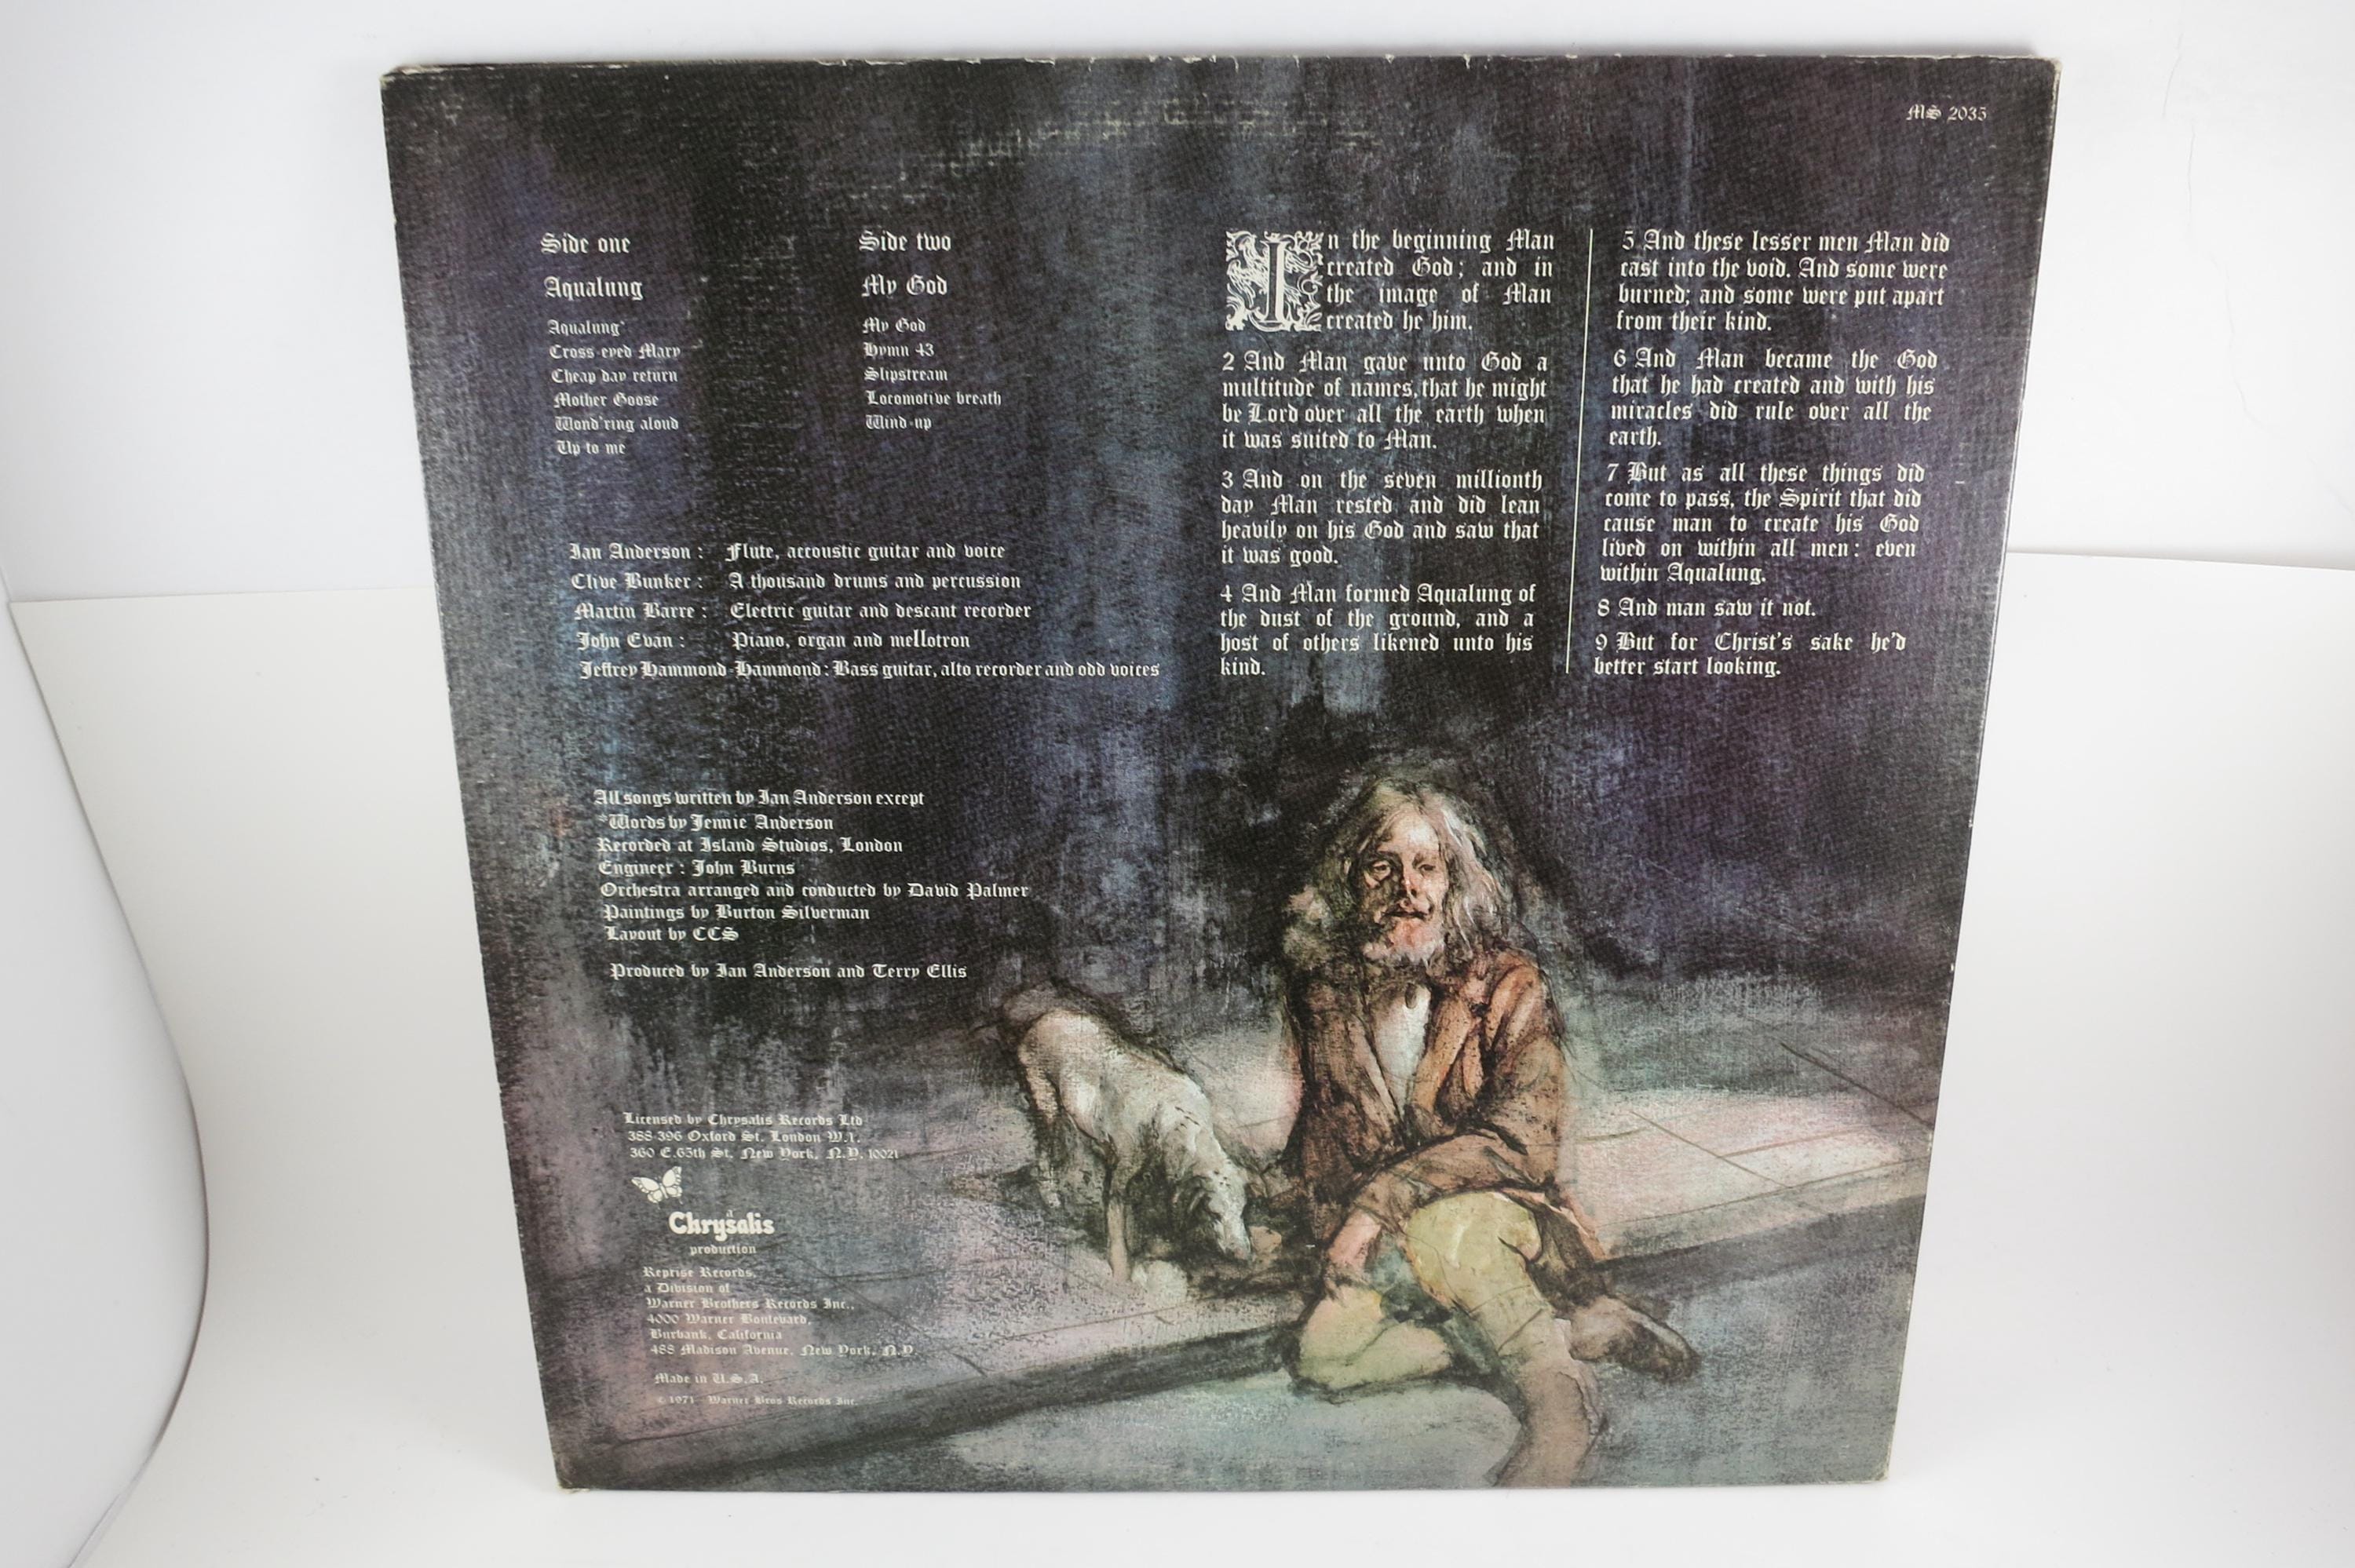 MS 2035
Side one
Aqualung
Aqualung*
Cross-eyed Mary
Cheap day return
Mother Goose
Wond'ring aloud
Up to me
Side two
My God
My God
Hymn 43
Slipstream
Locomotive breath
Wind-up
Ian Anderson : Flute, accoustic guitar and voice
Clive Bunker : A thousand drums and percussion
Martin Barre : Electric guitar and descant recorder
John Evan : Piano, organ and mellotron
Jeffrey Hammond-Hammond : Bass guitar, alto recorder and odd voices
All songs written by Ian Anderson except
*Words by Jennie Anderson
Recorded at Island Studios, London
Engineer : John Burns
Orchestra arranged and conducted by David Palmer
Paintings by Burton Silverman
Layout by CCS
Produced by Ian Anderson and Terry Ellis
Licensed by Chrysalis Records Ltd
388-396 Oxford St. London W.1.
360 E.65th St, New York, N.Y. 10021
a
Chrysalis
production
Reprise Records,
a Division of
Warner Brothers Records Inc.,
4000 Warner Boulevard,
Burbank, California
488 Madison Avenue, New York, N.Y.
Made in U.S.A.
© 1971 Warner Bros Records Inc.
In the beginning Man
created God; and in
the image of Man
created he him.
2 And Man gave unto God a
multitude of names, that he might
be Lord over all the earth when
it was suited to Man.
3 And on the seven millionth
day Man rested and did lean
heavily on his God and saw that
it was good.
4 And Man formed Aqualung of
the dust of the ground, and a
host of others likened unto his
kind.
5 And these lesser men Man did
cast into the void. And some were
burned; and some were put apart
from their kind.
6 And Man became the God
that he had created and with his
miracles did rule over all the
earth.
7 But as all these things did
come to pass, the Spirit that did
cause man to create his God
lived on within all men: even
within Aqualung.
8 And man saw it not.
9 But for Christ's sake he'd
better start looking.